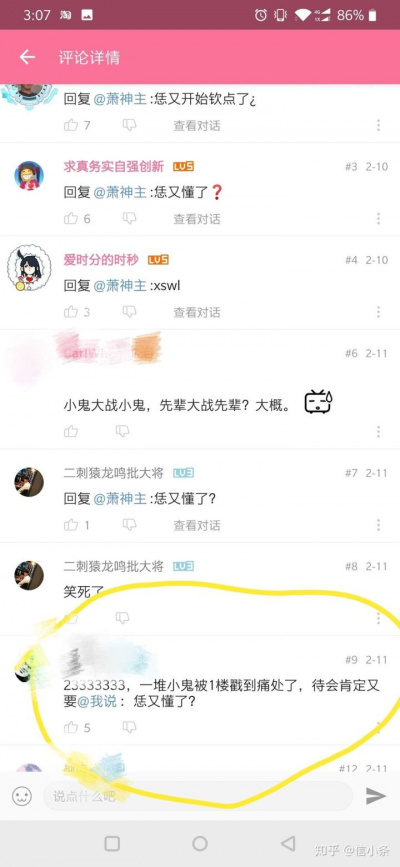 3:07
86%
评论详情
回复 @萧神主 :恁又开始钦点了¿
7
查看对话
求真务实自强创新 LV5
#3 2-10
回复 @萧神主 :恁又懂了❓
6
查看对话
爱时分的时秒 LV5
#4 2-10
回复 @萧神主 :xswl
3
查看对话
#6 2-11
小鬼大战小鬼，先辈大战先辈？大概。
二刺猿龙鸣批大将 LV3
#7 2-11
回复 @萧神主 :恁又懂了？
1
查看对话
二刺猿龙鸣批大将 LV3
#8 2-11
笑死了
#9 2-11
23333333，一堆小鬼被1楼戳到痛处了，待会肯定又
要@我说 ：恁又懂了？
5
#12 2-11
说点什么吧
知乎 @信小条